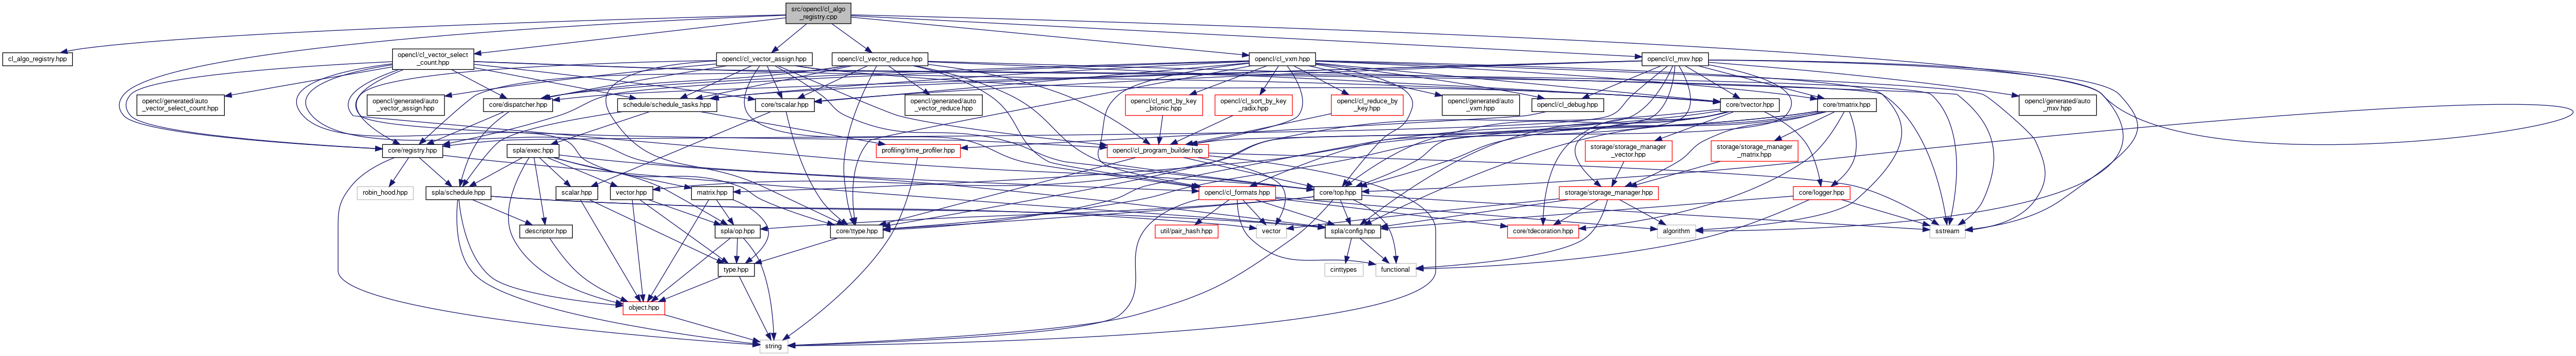 src/opencl/cl_algo
_registry.cpp
cl_algo_registry.hpp
opencl/cl_vector_select
_count.hpp
opencl/cl_vector_assign.hpp
opencl/cl_vector_reduce.hpp
opencl/cl_vxm.hpp
opencl/cl_mxv.hpp
opencl/generated/auto
_vector_select_count.hpp
opencl/generated/auto
_vector_assign.hpp
core/dispatcher.hpp
schedule/schedule_tasks.hpp
core/tscalar.hpp
opencl/generated/auto
_vector_reduce.hpp
opencl/cl_sort_by_key
_bitonic.hpp
opencl/cl_sort_by_key
_radix.hpp
opencl/cl_reduce_by
_key.hpp
opencl/generated/auto
_vxm.hpp
opencl/cl_debug.hpp
core/tvector.hpp
core/tmatrix.hpp
opencl/generated/auto
_mxv.hpp
core/registry.hpp
spla/exec.hpp
profiling/time_profiler.hpp
opencl/cl_program_builder.hpp
storage/storage_manager
_vector.hpp
storage/storage_manager
_matrix.hpp
robin_hood.hpp
spla/schedule.hpp
scalar.hpp
vector.hpp
matrix.hpp
opencl/cl_formats.hpp
core/top.hpp
storage/storage_manager.hpp
core/logger.hpp
descriptor.hpp
spla/op.hpp
core/ttype.hpp
util/pair_hash.hpp
vector
spla/config.hpp
core/tdecoration.hpp
algorithm
sstream
type.hpp
cinttypes
functional
object.hpp
string